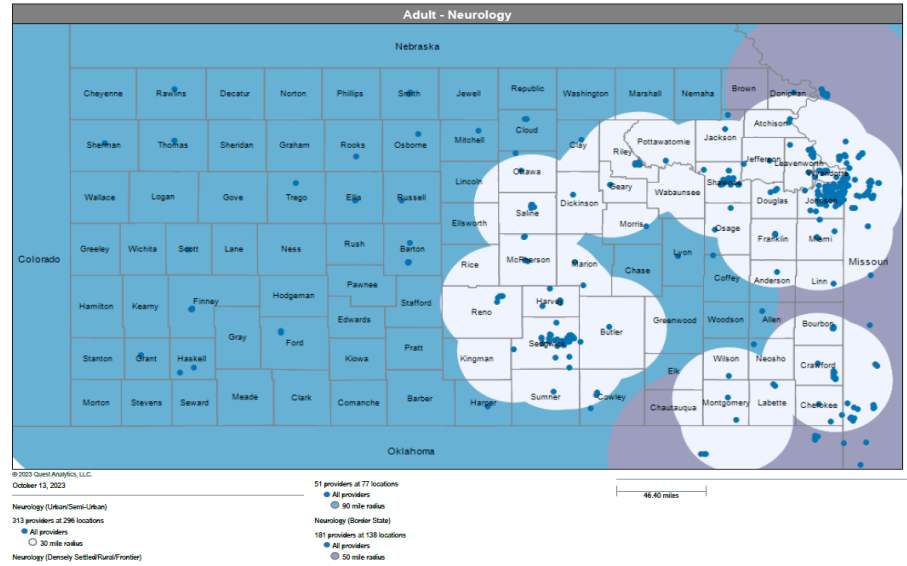 Adult - Neurology
Nebraska
Cheyenne Rawlins Decatur Norton Phillips Smith Jewell Republic Washington Marshall Nemaha Brown Doniphan
Atchison
Sherman Thomas Sheridan Graham Rooks Osborne Mitchell Cloud Clay Riley Pottawatomie Jackson
Jefferson Leavenworth
Wyandotte
Wallace Logan Gove Trego Ellis Russell Lincoln Ottawa Geary Wabaunsee Shawnee Douglas Johnson
Saline Dickinson
Ellsworth Morris Osage
Greeley Wichita Scott Lane Ness Rush Barton Franklin Miami
Colorado Rice McPherson Marion Chase Lyon Coffey Anderson Linn Missouri
Hamilton Kearny Finney Hodgeman Pawnee Stafford Reno Harvey
Gray Edwards Butler Greenwood Woodson Allen Bourbon
Stanton Grant Haskell Ford Kiowa Pratt Kingman Sedgwick Elk Wilson Neosho Crawford
Morton Stevens Seward Meade Clark Comanche Barber Harper Sumner Cowley Chautauqua Montgomery Labette Cherokee
Oklahoma
© 2023 Quest Analytics, LLC.
October 13, 2023
Neurology (Urban/Semi-Urban)
313 providers at 296 locations
All providers
30 mile radius
Neurology (Densely Settled/Rural/Frontier)
51 providers at 77 locations
All providers
90 mile radius
Neurology (Border State)
181 providers at 138 locations
All providers
50 mile radius
46.40 miles